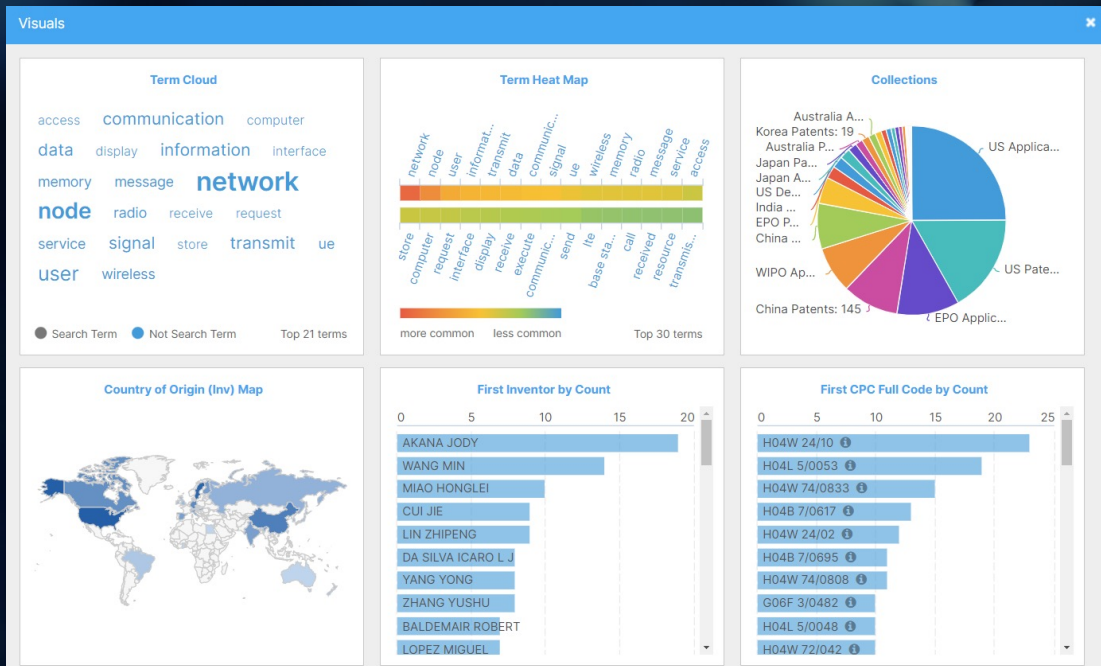 Visuals
Term Cloud
access communication computer
data display information interface
memory message network
node radio receive request
service signal store transmit ue
user wireless
Search Term Not Search Term Top 21 terms
Term Heat Map
network node user informat... transmit data communic... signal ue wireless memory radio message service access
store computer request interface display receive execute communic... send lte base sta... call received resource transmis...
more common less common Top 30 terms
Collections
Australia A...
Korea Patents: 19
Australia P...
Japan Pa...
Japan A...
US De...
India ...
EPO P...
China ...
WIPO Ap...
China Patents: 145
US Applica...
US Pate...
EPO Applic...
Country of Origin (Inv) Map
First Inventor by Count
0 5 10 15 20
AKANA JODY
WANG MIN
MIAO HONGLEI
CUI JIE
LIN ZHIPENG
DA SILVA ICARO L J
YANG YONG
ZHANG YUSHU
BALDEMAIR ROBERT
LOPEZ MIGUEL
First CPC Full Code by Count
0 5 10 15 20 25
H04W 24/10
H04L 5/0053
H04W 74/0833
H04B 7/0617
H04W 24/02
H04B 7/0695
H04W 74/0808
G06F 3/0482
H04L 5/0048
H04W 72/042